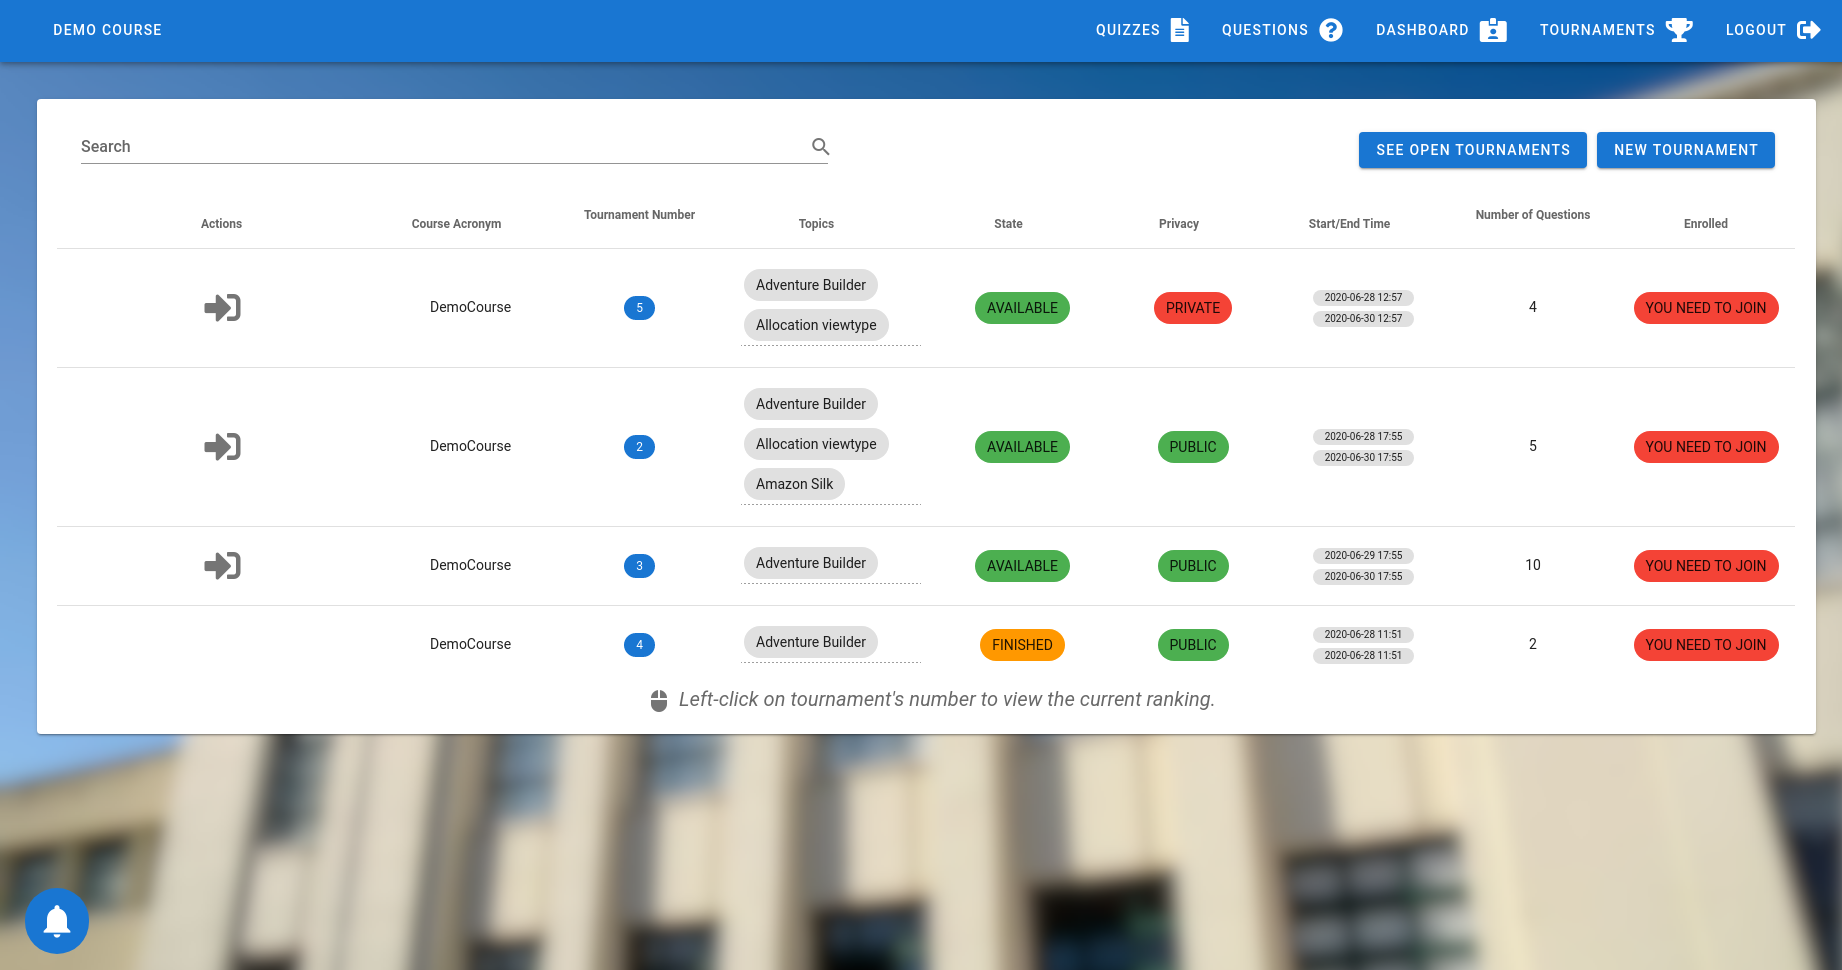 DEMO COURSE
QUIZZES
QUESTIONS
DASHBOARD
TOURNAMENTS
LOGOUT
Search
SEE OPEN TOURNAMENTS
NEW TOURNAMENT
Actions
Course Acronym
Tournament Number
Topics
State
Privacy
Start/End Time
Number of Questions
Enrolled
DemoCourse
5
Adventure Builder
Allocation viewtype
AVAILABLE
PRIVATE
2020-06-28 12:57
2020-06-30 12:57
4
YOU NEED TO JOIN
DemoCourse
2
Adventure Builder
Allocation viewtype
Amazon Silk
AVAILABLE
PUBLIC
2020-06-28 17:55
2020-06-30 17:55
5
YOU NEED TO JOIN
DemoCourse
3
Adventure Builder
AVAILABLE
PUBLIC
2020-06-29 17:55
2020-06-30 17:55
10
YOU NEED TO JOIN
DemoCourse
4
Adventure Builder
FINISHED
PUBLIC
2020-06-28 11:51
2020-06-28 11:51
2
YOU NEED TO JOIN
Left-click on tournament's number to view the current ranking.